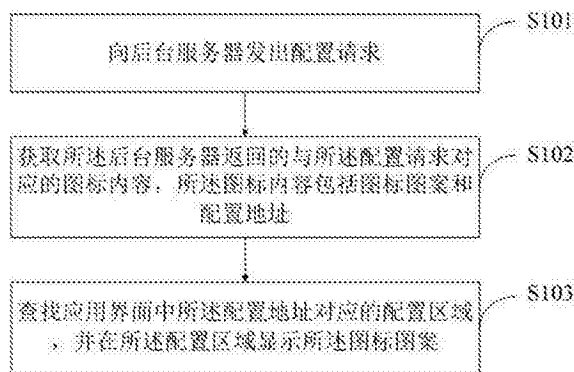 S101
向后台服务器发出配置请求
S102
获取所述后台服务器返回的与所述配置请求对
应的图标内容，所述图标内容包括图标图案和
配置地址
S103
查找应用界面中所述配置地址对应的配置区域
，并在所述配置区域显示所述图标图案